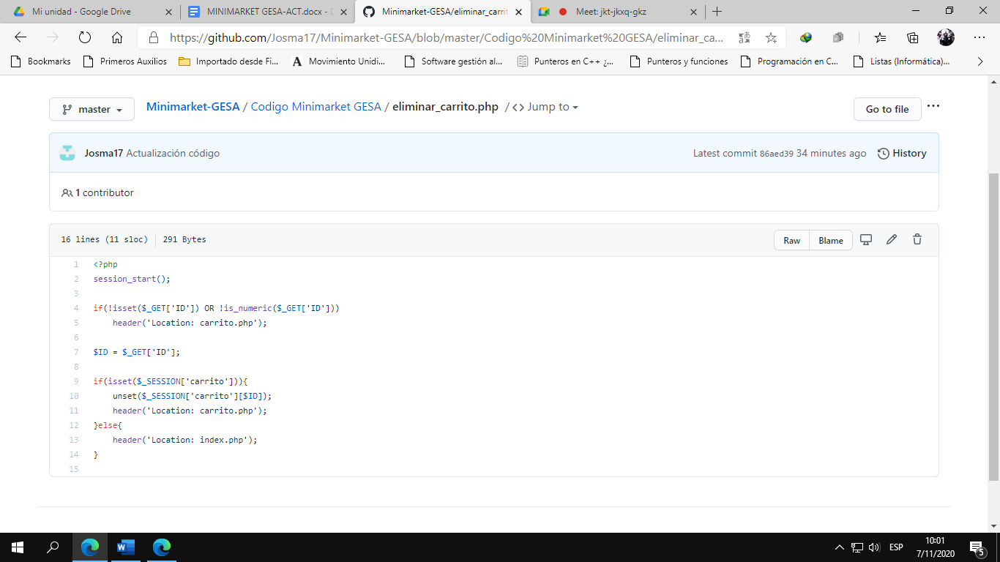 Mi unidad - Google Drive
MINIMARKET GESA-ACT.docx - D
Minimarket-GESA/eliminar_carrit
Meet: jkt-jkxq-gkz
https://github.com/Josma17/Minimarket-GESA/blob/master/Codigo%20Minimarket%20GESA/eliminar_ca...
Bookmarks
Primeros Auxilios
Importado desde Fi...
Movimiento Unidi...
Software gestión al...
Punteros en C++ ¿...
Punteros y funciones
Programación en C...
Listas (Informática)...
master
Minimarket-GESA / Codigo Minimarket GESA / eliminar_carrito.php / <> Jump to
Go to file
...
Josma17 Actualización código
Latest commit 86aed39 34 minutes ago
History
1 contributor
16 lines (11 sloc)
291 Bytes
Raw
Blame
1 <?php
2 session_start();
3
4 if(!isset($_GET['ID']) OR !is_numeric($_GET['ID']))
5     header('Location: carrito.php');
6
7 $ID = $_GET['ID'];
8
9 if(isset($_SESSION['carrito'])){
10     unset($_SESSION['carrito'][$ID]);
11     header('Location: carrito.php');
12 }else{
13     header('Location: index.php');
14 }
15
ESP
10:01
7/11/2020
5